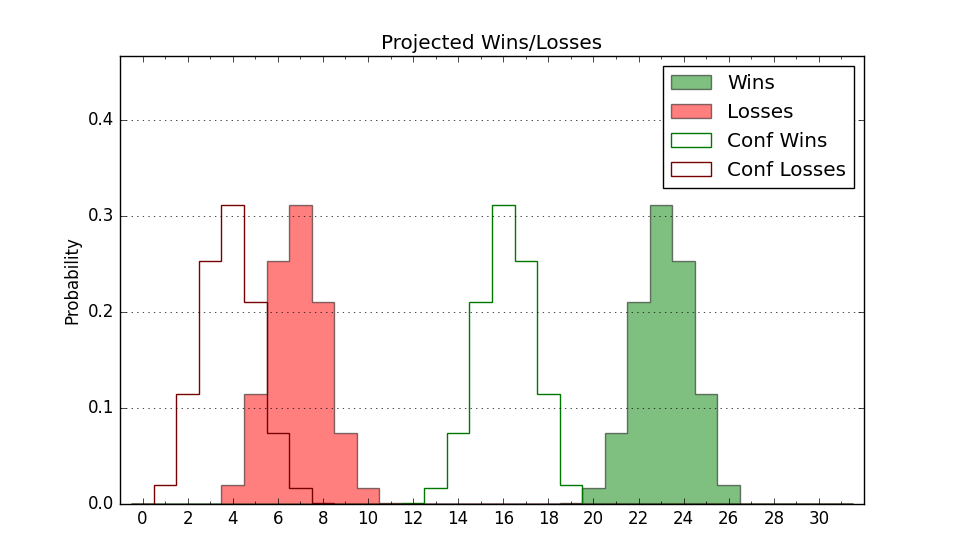 Projected Wins/Losses
Wins
Losses
Conf Wins
Conf Losses
Probability
0.4
0.3
0.2
0.1
0.0
0 2 4 6 8 10 12 14 16 18 20 22 24 26 28 30